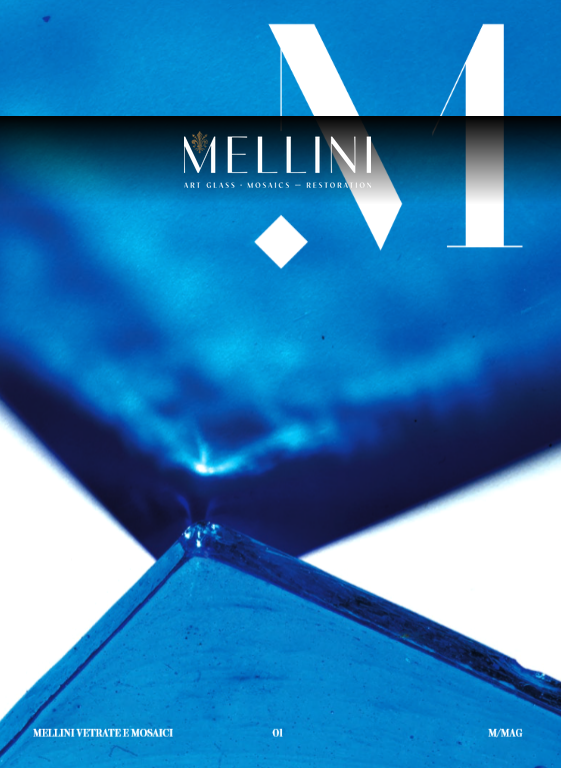 M
MELLINI
ART GLASS - MOSAICS — RESTORATION
MELLINI VETRATE E MOSAICI
01
M/MAG